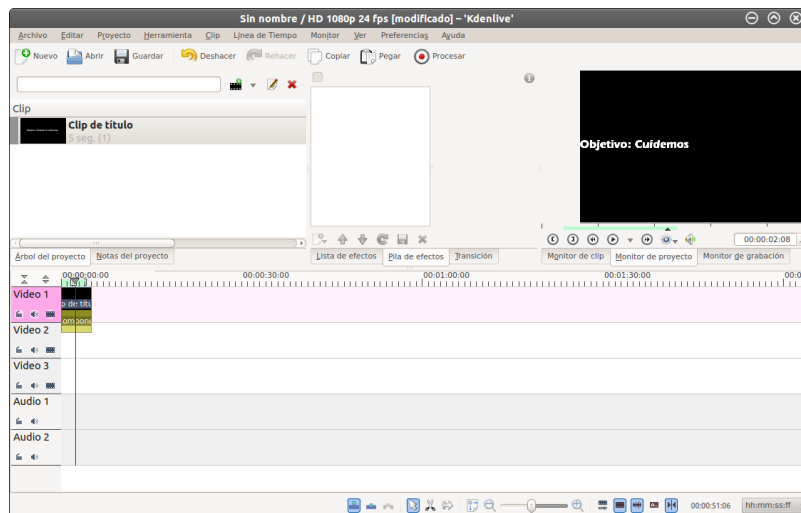 Sin nombre / HD 1080p 24 fps [modificado] – 'Kdenlive'
Archivo Editar Proyecto Herramienta Clip Línea de Tiempo Monitor Ver Preferencias Ayuda
Nuevo Abrir Guardar Deshacer Rehacer Copiar Pegar Procesar
Clip
Clip de título
5 seg. (1)
Objetivo: Cuidemos
00:00:02:08
Árbol del proyecto Notas del proyecto Lista de efectos Pila de efectos Transición Monitor de clip Monitor de proyecto Monitor de grabación
00:00:00:00 00:00:30:00 00:01:00:00 00:01:30:00 00:0
Video 1
p de títu
ompone
Video 2
Video 3
Audio 1
Audio 2
00:00:51:06 hh:mm:ss:ff